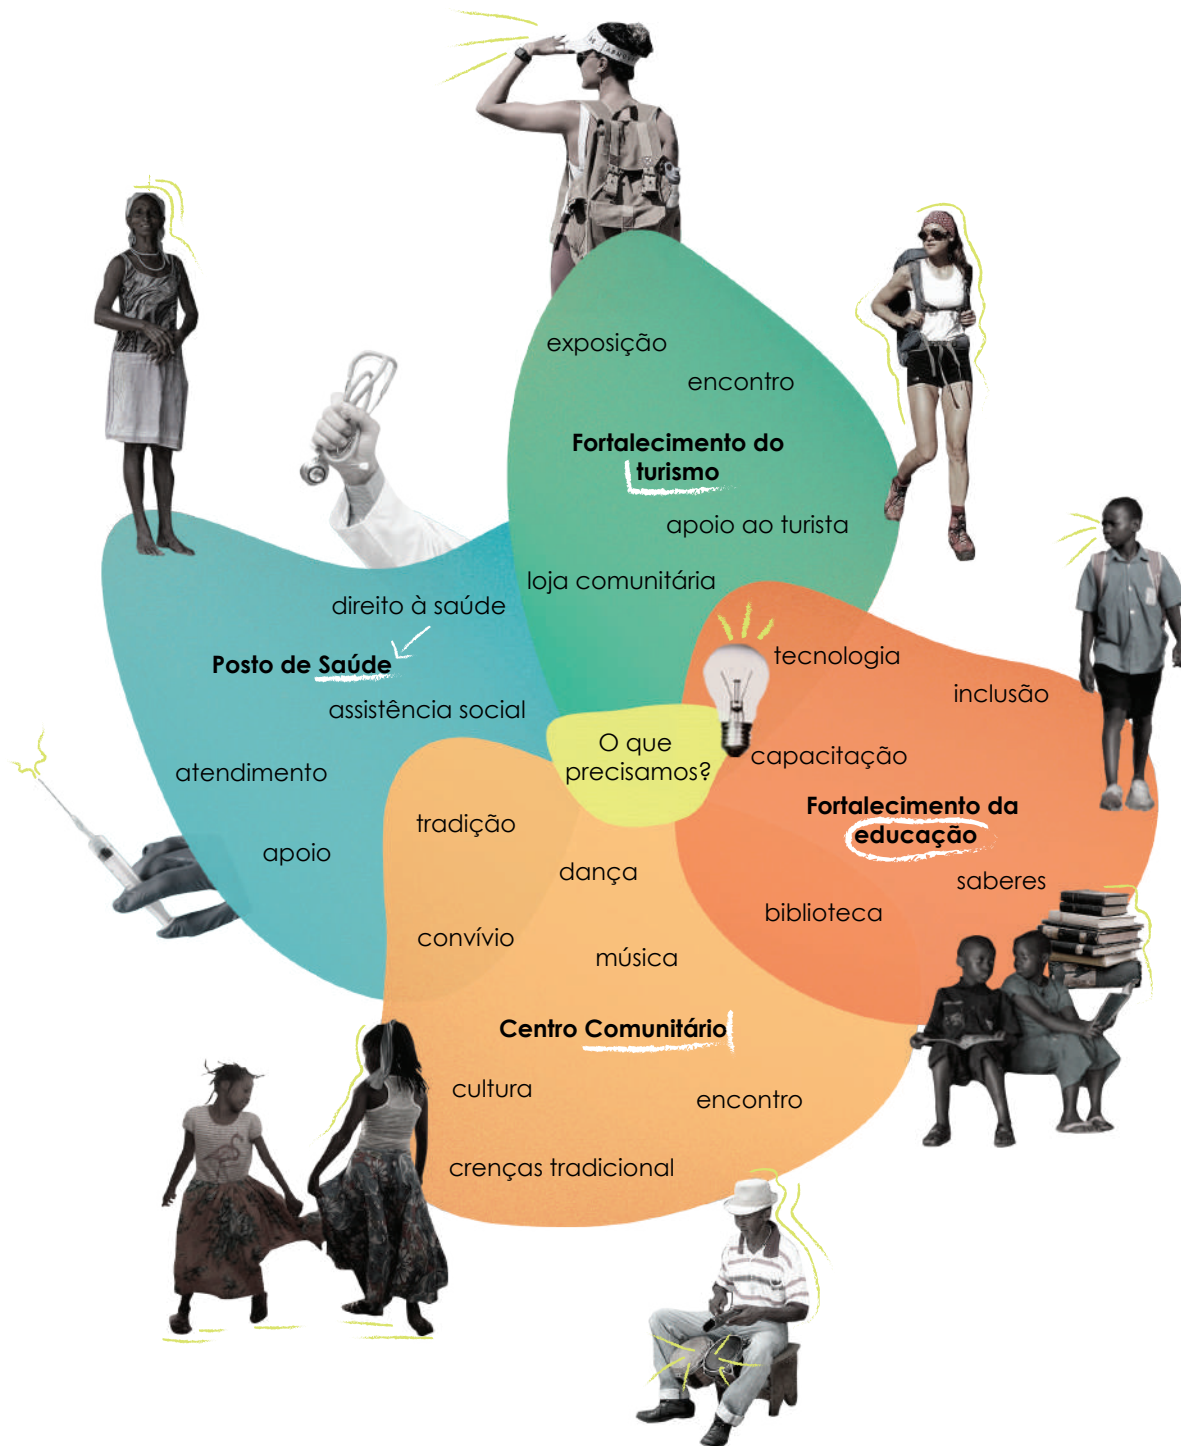 exposição
encontro
Fortalecimento do
turismo
apoio ao turista
loja comunitária
direito à saúde
Posto de Saúde
assistência social
atendimento
apoio
O que
precisamos?
tecnologia
inclusão
capacitação
Fortalecimento da
educação
saberes
biblioteca
tradição
dança
convívio
música
Centro Comunitário
cultura
encontro
crenças tradicional